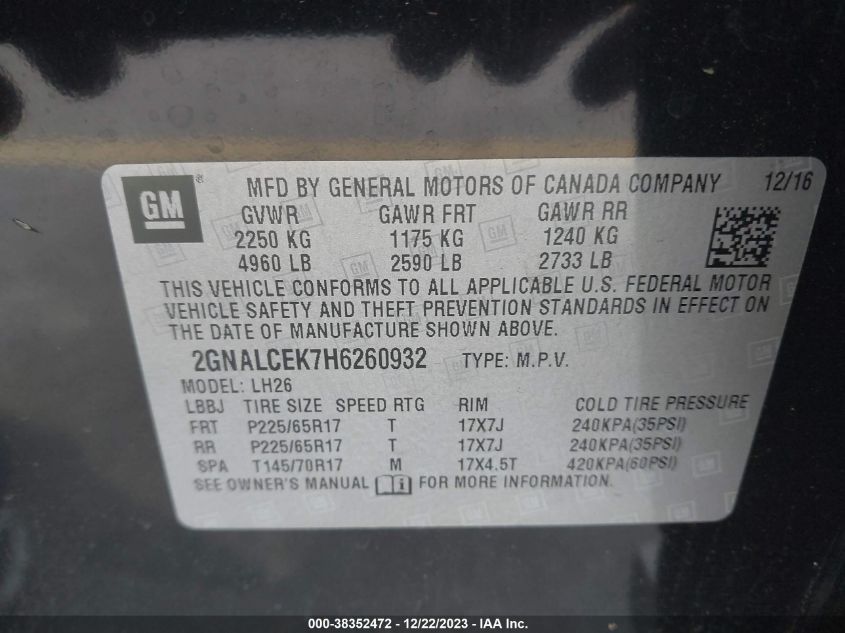 GM ® MFD BY GENERAL MOTORS OF CANADA COMPANY 12/16
GVWR GAWR FRT GAWR RR
2250 KG 1175 KG 1240 KG
4960 LB 2590 LB 2733 LB
THIS VEHICLE CONFORMS TO ALL APPLICABLE U.S. FEDERAL MOTOR
VEHICLE SAFETY AND THEFT PREVENTION STANDARDS IN EFFECT ON
THE DATE OF MANUFACTURE SHOWN ABOVE.
2GNALCEK7H6260932 TYPE: M.P.V.
MODEL: LH26
LBBJ TIRE SIZE SPEED RTG RIM COLD TIRE PRESSURE
FRT P225/65R17 T 17X7J 240KPA(35PSI)
RR P225/65R17 T 17X7J 240KPA(35PSI)
SPA T145/70R17 M 17X4.5T 420KPA(60PSI)
SEE OWNER'S MANUAL i FOR MORE INFORMATION.
000-38352472 - 12/22/2023 - IAA Inc.